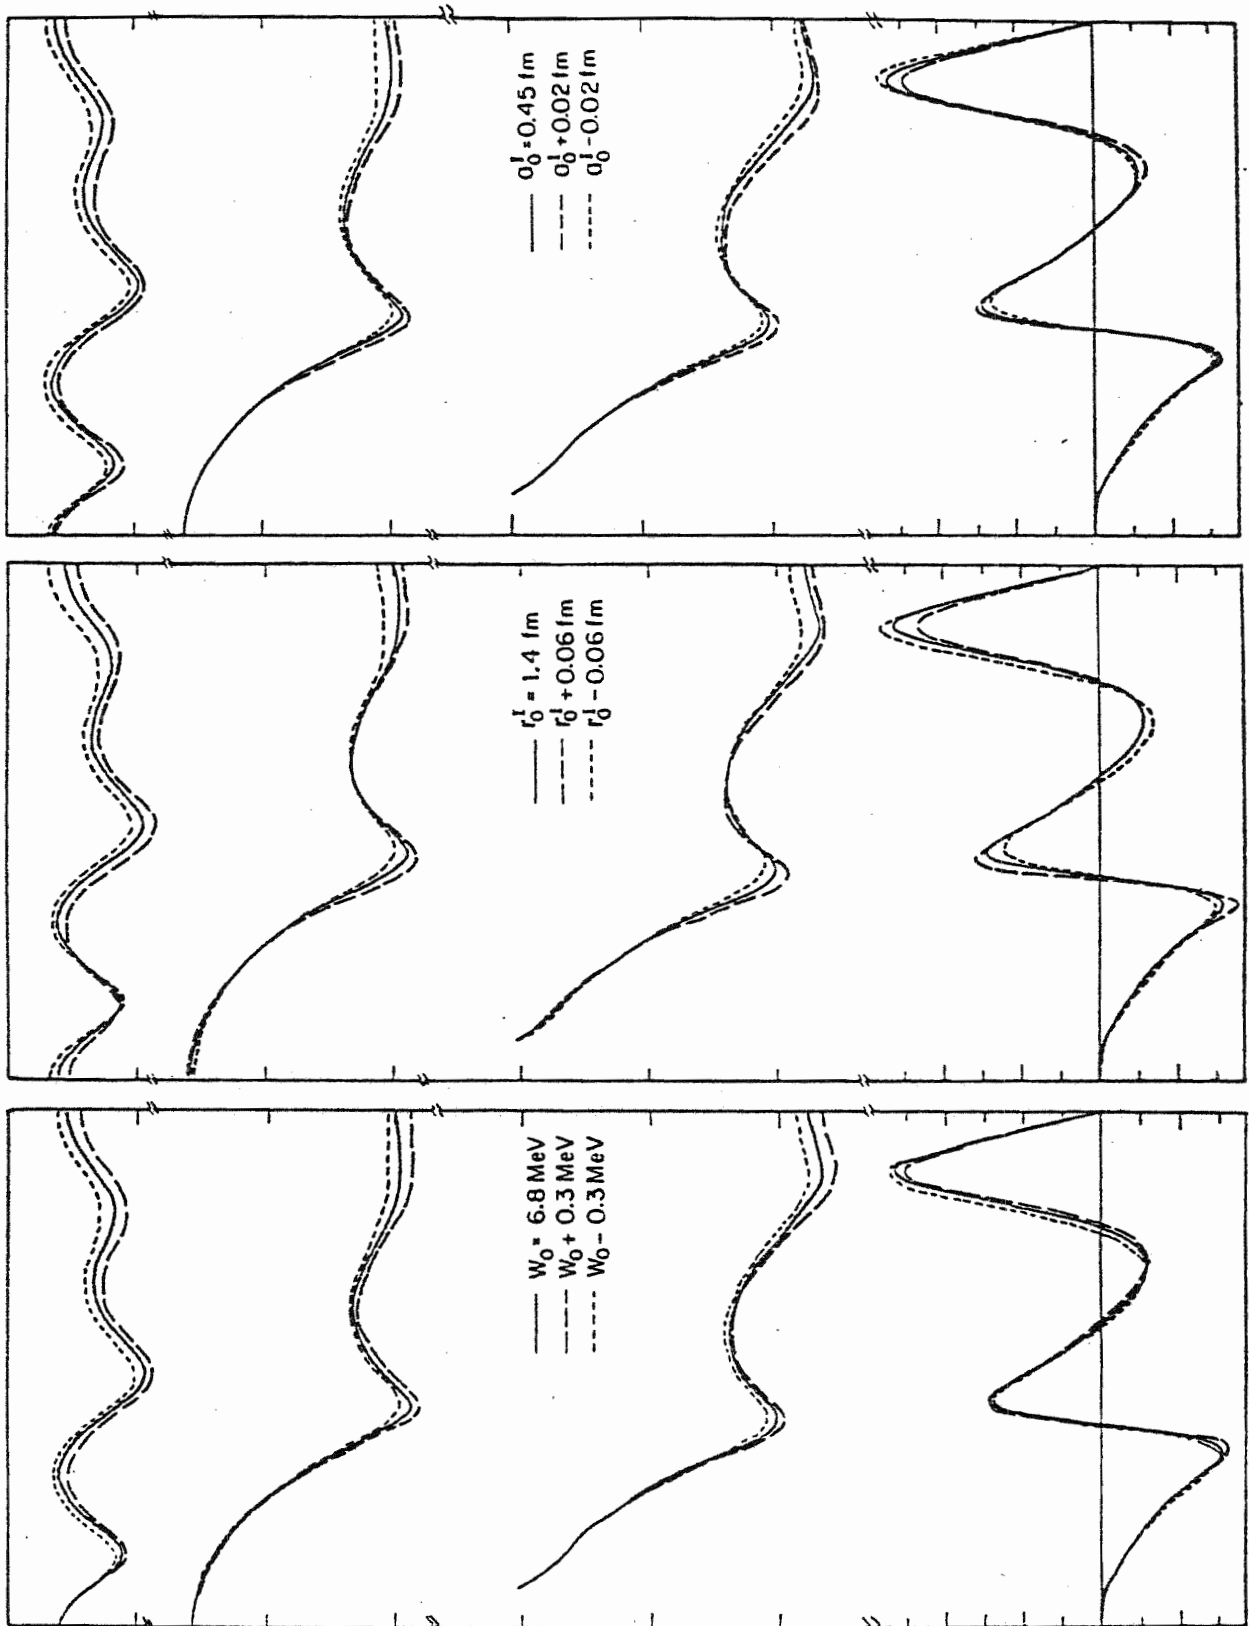 a₀ᴵ = 0.45 fm
a₀ᴵ + 0.02 fm
a₀ᴵ - 0.02 fm
r₀ᴵ = 1.4 fm
r₀ᴵ + 0.06 fm
r₀ᴵ - 0.06 fm
W₀ = 6.8 MeV
W₀ + 0.3 MeV
W₀ - 0.3 MeV